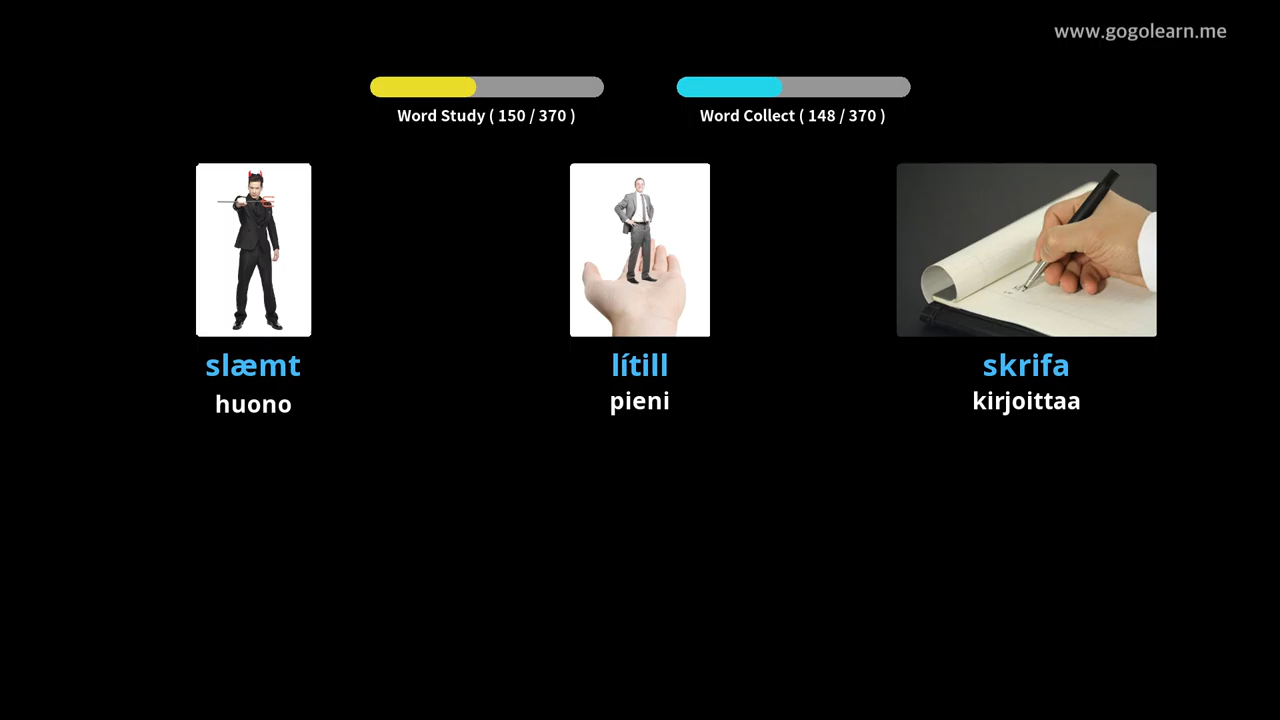 www.gogolearn.me
Word Study ( 150 / 370 )
Word Collect ( 148 / 370 )
slæmt
huono
lítill
pieni
skrifa
kirjoittaa